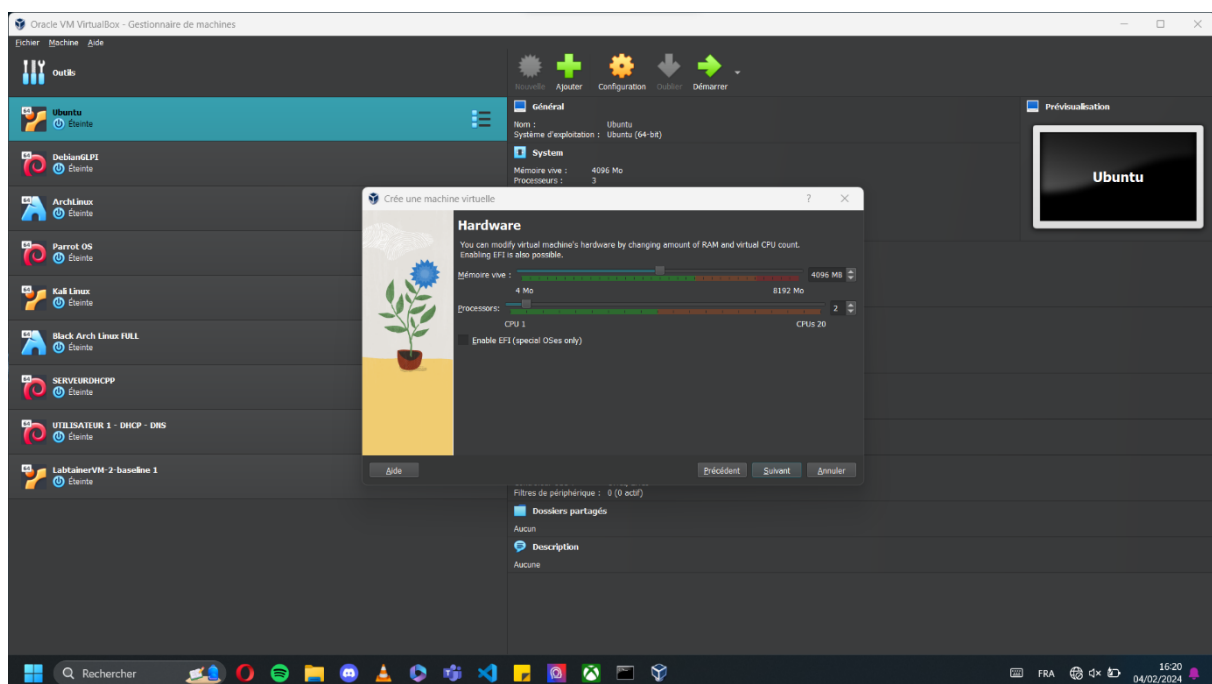 Oracle VM VirtualBox - Gestionnaire de machines
Fichier Machine Aide
Outils
Nouvelle Ajouter Configuration Oublier Démarrer
Ubuntu
Éteinte
DebianGLPI
Éteinte
ArchLinux
Éteinte
Parrot OS
Éteinte
Kali Linux
Éteinte
Black Arch Linux FULL
Éteinte
SERVEURDHCPP
Éteinte
UTILISATEUR 1 - DHCP - DNS
Éteinte
LabtainerVM-2-baseline 1
Éteinte
Général
Nom : Ubuntu
Système d'exploitation : Ubuntu (64-bit)
System
Mémoire vive : 4096 Mo
Processeurs : 3
Prévisualisation
Ubuntu
Crée une machine virtuelle
Hardware
You can modify virtual machine's hardware by changing amount of RAM and virtual CPU count.
Enabling EFI is also possible.
Mémoire vive : 4096 MB
4 Mo 8192 Mo
Processors: 2
CPU 1 CPUs 20
Enable EFI (special OSes only)
Aide Précédent Suivant Annuler
Filtres de périphérique : 0 (0 actif)
Dossiers partagés
Aucun
Description
Aucune
Rechercher
FRA
16:20
04/02/2024